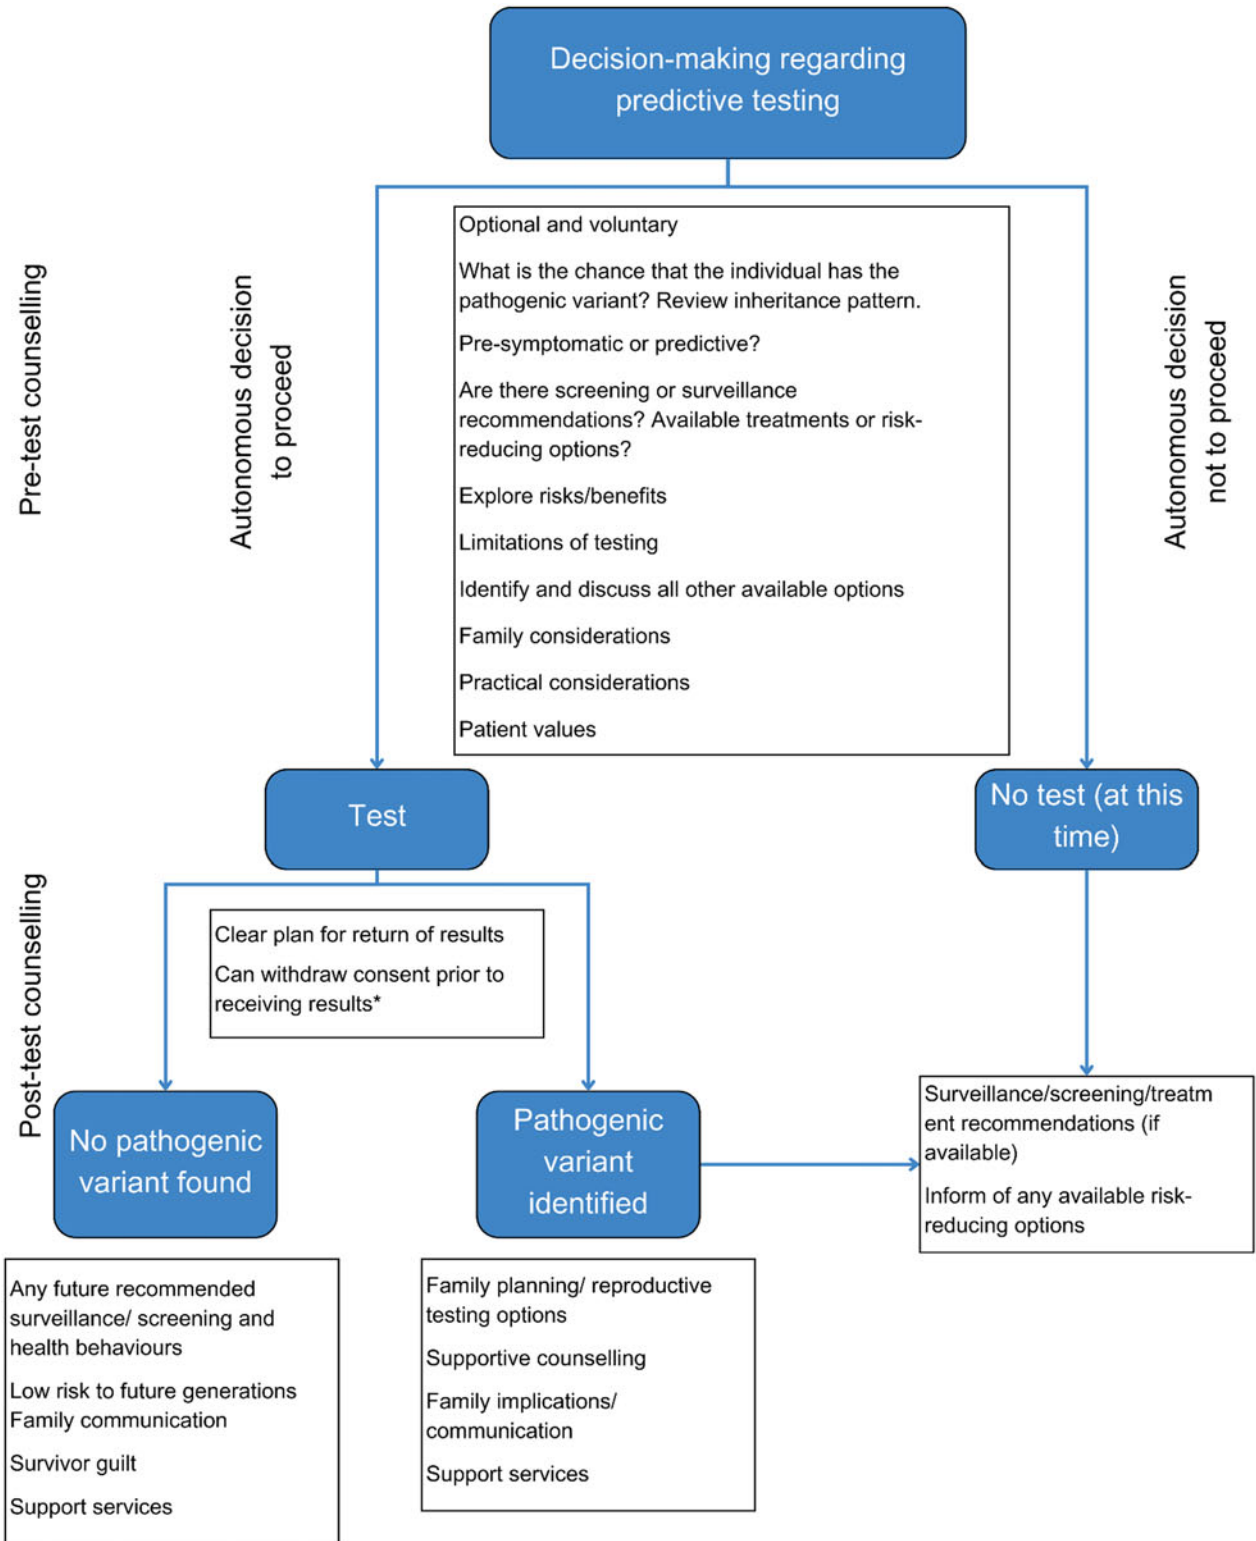 Decision-making regarding
predictive testing
Pre-test counselling
Autonomous decision
to proceed
Optional and voluntary
What is the chance that the individual has the
pathogenic variant? Review inheritance pattern.
Pre-symptomatic or predictive?
Are there screening or surveillance
recommendations? Available treatments or risk-
reducing options?
Explore risks/benefits
Limitations of testing
Identify and discuss all other available options
Family considerations
Practical considerations
Patient values
Autonomous decision
not to proceed
Test
No test (at this
time)
Post-test counselling
Clear plan for return of results
Can withdraw consent prior to
receiving results*
No pathogenic
variant found
Pathogenic
variant
identified
Surveillance/screening/treatm
ent recommendations (if
available)
Inform of any available risk-
reducing options
Any future recommended
surveillance/ screening and
health behaviours
Low risk to future generations
Family communication
Survivor guilt
Support services
Family planning/ reproductive
testing options
Supportive counselling
Family implications/
communication
Support services